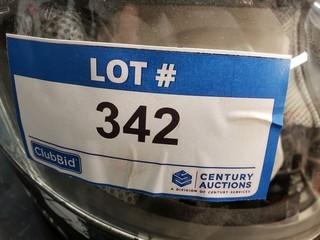 LOT #
342
ClubBid
CENTURY
AUCTIONS
A DIVISION OF CENTURY SERVICES